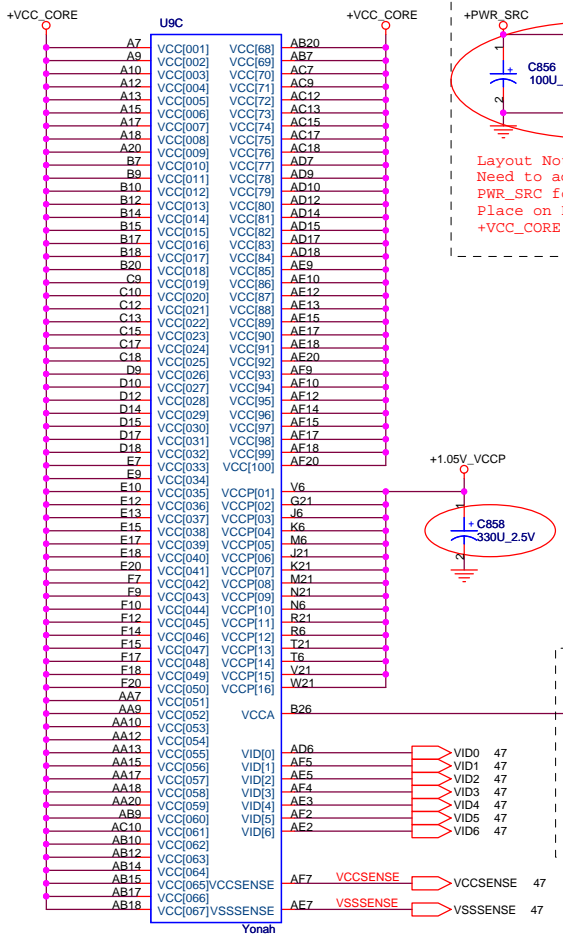 +VCC_CORE
U9C
+VCC_CORE
A7 VCC[001] VCC[68] AB20
A9 VCC[002] VCC[69] AB7
A10 VCC[003] VCC[70] AC7
A12 VCC[004] VCC[71] AC9
A13 VCC[005] VCC[72] AC12
A15 VCC[006] VCC[73] AC13
A17 VCC[007] VCC[74] AC15
A18 VCC[008] VCC[75] AC17
A20 VCC[009] VCC[76] AC18
B7 VCC[010] VCC[77] AD7
B9 VCC[011] VCC[78] AD9
B10 VCC[012] VCC[79] AD10
B12 VCC[013] VCC[80] AD12
B14 VCC[014] VCC[81] AD14
B15 VCC[015] VCC[82] AD15
B17 VCC[016] VCC[83] AD17
B18 VCC[017] VCC[84] AD18
B20 VCC[018] VCC[85] AE9
C9 VCC[019] VCC[86] AE10
C10 VCC[020] VCC[87] AE12
C12 VCC[021] VCC[88] AE13
C13 VCC[022] VCC[89] AE15
C15 VCC[023] VCC[90] AE17
C17 VCC[024] VCC[91] AE18
C18 VCC[025] VCC[92] AE20
D9 VCC[026] VCC[93] AF9
D10 VCC[027] VCC[94] AF10
D12 VCC[028] VCC[95] AF12
D14 VCC[029] VCC[96] AF14
D15 VCC[030] VCC[97] AF15
D17 VCC[031] VCC[98] AF17
D18 VCC[032] VCC[99] AF18
E7 VCC[033] VCC[100] AF20
E9 VCC[034]
E10 VCC[035] VCCP[01] V6
E12 VCC[036] VCCP[02] G21
E13 VCC[037] VCCP[03] J6
E15 VCC[038] VCCP[04] K6
E17 VCC[039] VCCP[05] M6
E18 VCC[040] VCCP[06] J21
E20 VCC[041] VCCP[07] K21
F7 VCC[042] VCCP[08] M21
F9 VCC[043] VCCP[09] N21
F10 VCC[044] VCCP[10] N6
F12 VCC[045] VCCP[11] R21
F14 VCC[046] VCCP[12] R6
F15 VCC[047] VCCP[13] T21
F17 VCC[048] VCCP[14] T6
F18 VCC[049] VCCP[15] V21
F20 VCC[050] VCCP[16] W21
AA7 VCC[051]
AA9 VCC[052] VCCA B26
AA10 VCC[053]
AA12 VCC[054]
AA13 VCC[055] VID[0] AD6 VID0 47
AA15 VCC[056] VID[1] AF5 VID1 47
AA17 VCC[057] VID[2] AE5 VID2 47
AA18 VCC[058] VID[3] AF4 VID3 47
AA20 VCC[059] VID[4] AE3 VID4 47
AB9 VCC[060] VID[5] AF2 VID5 47
AC10 VCC[061] VID[6] AE2 VID6 47
AB10 VCC[062]
AB12 VCC[063]
AB14 VCC[064]
AB15 VCC[065] VCCSENSE AF7 VCCSENSE VCCSENSE 47
AB17 VCC[066]
AB18 VCC[067] VSSSENSE AE7 VSSSENSE VSSSENSE 47
Yonah
+PWR_SRC
1
+
C856
100U_
2
Layout No
Need to a
PWR_SRC f
Place on
+VCC_CORE
+1.05V_VCCP
1
+ C858
330U_2.5V
2